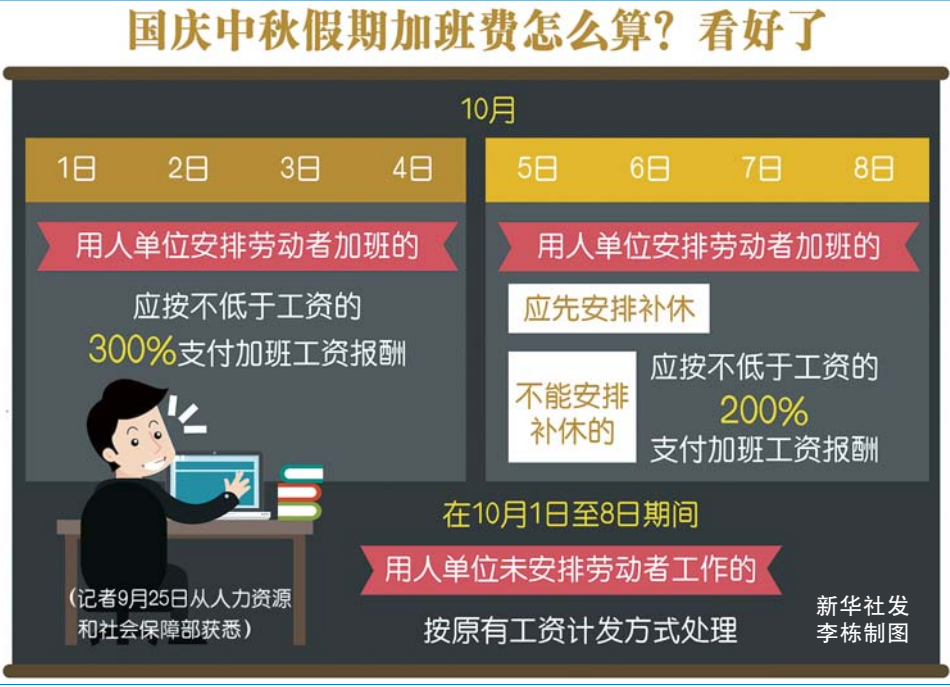 国庆中秋假期加班费怎么算？看好了
10月
1日 2日 3日 4日
用人单位安排劳动者加班的
应按不低于工资的
300%支付加班工资报酬
5日 6日 7日 8日
用人单位安排劳动者加班的
应先安排补休
不能安排
补休的
应按不低于工资的
200%
支付加班工资报酬
在10月1日至8日期间
用人单位未安排劳动者工作的
按原有工资计发方式处理
(记者9月25日从人力资源
和社会保障部获悉)
新华社发
李栋制图